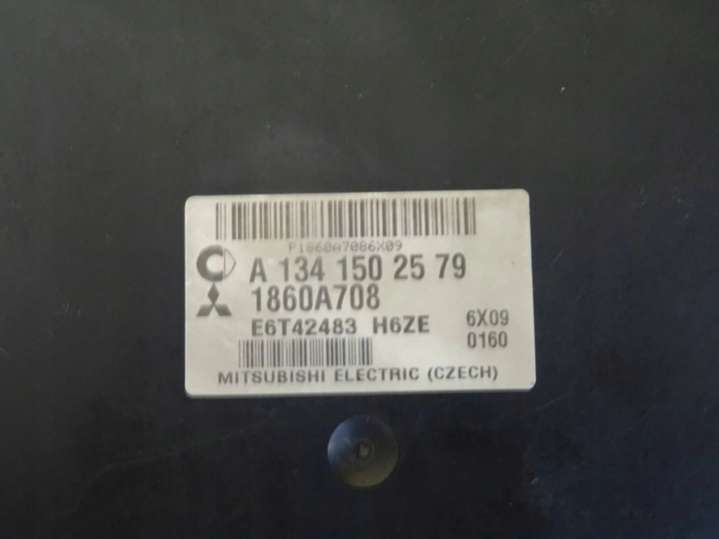 P1860A7086X09
A 134 150 25 79
1860A708
E6T42483 H6ZE 6X09
0160
MITSUBISHI ELECTRIC (CZECH)